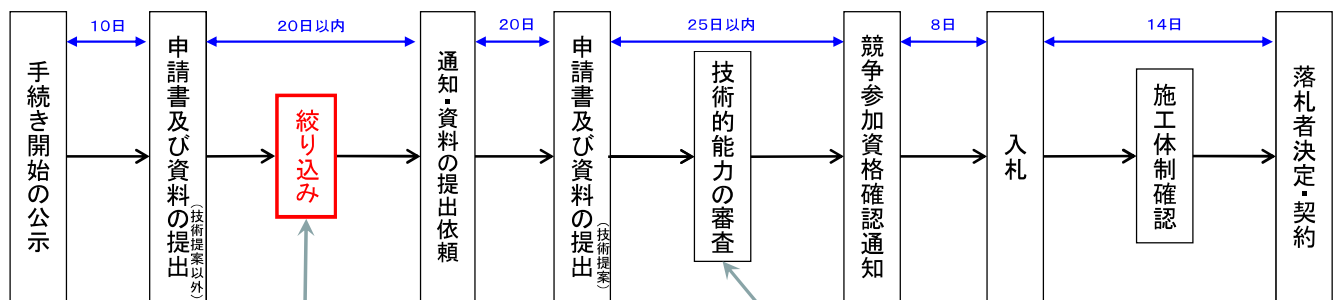 手続き開始の公示
10日
申請書及び資料の提出
(技術提案以外)
20日以内
絞り込み
通知・資料の提出依頼
20日
申請書及び資料の提出
(技術提案)
25日以内
技術的能力の審査
競争参加資格確認通知
8日
入札
14日
施工体制確認
落札者決定・契約